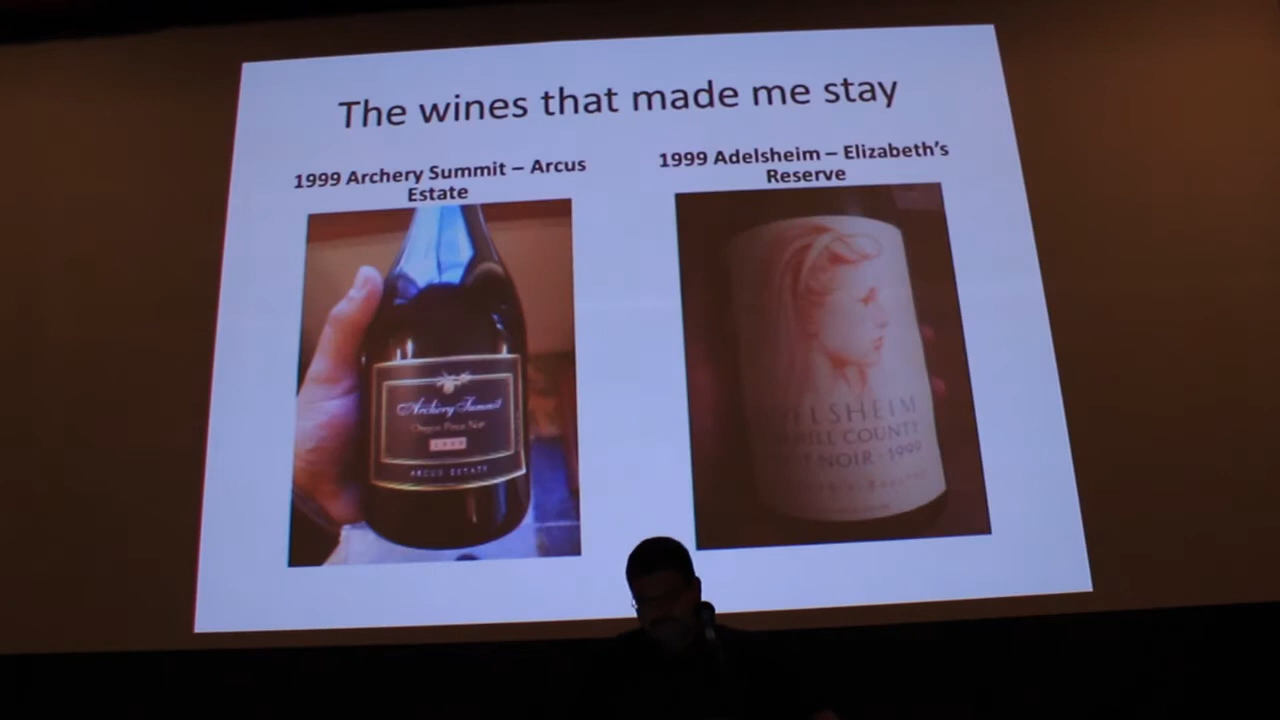 The wines that made me stay
1999 Archery Summit – Arcus
Estate
1999 Adelsheim – Elizabeth's
Reserve
Archery Summit
Oregon Pinot Noir
1999
ARCUS ESTATE
ELSHEIM
HILL COUNTY
NOIR · 1999